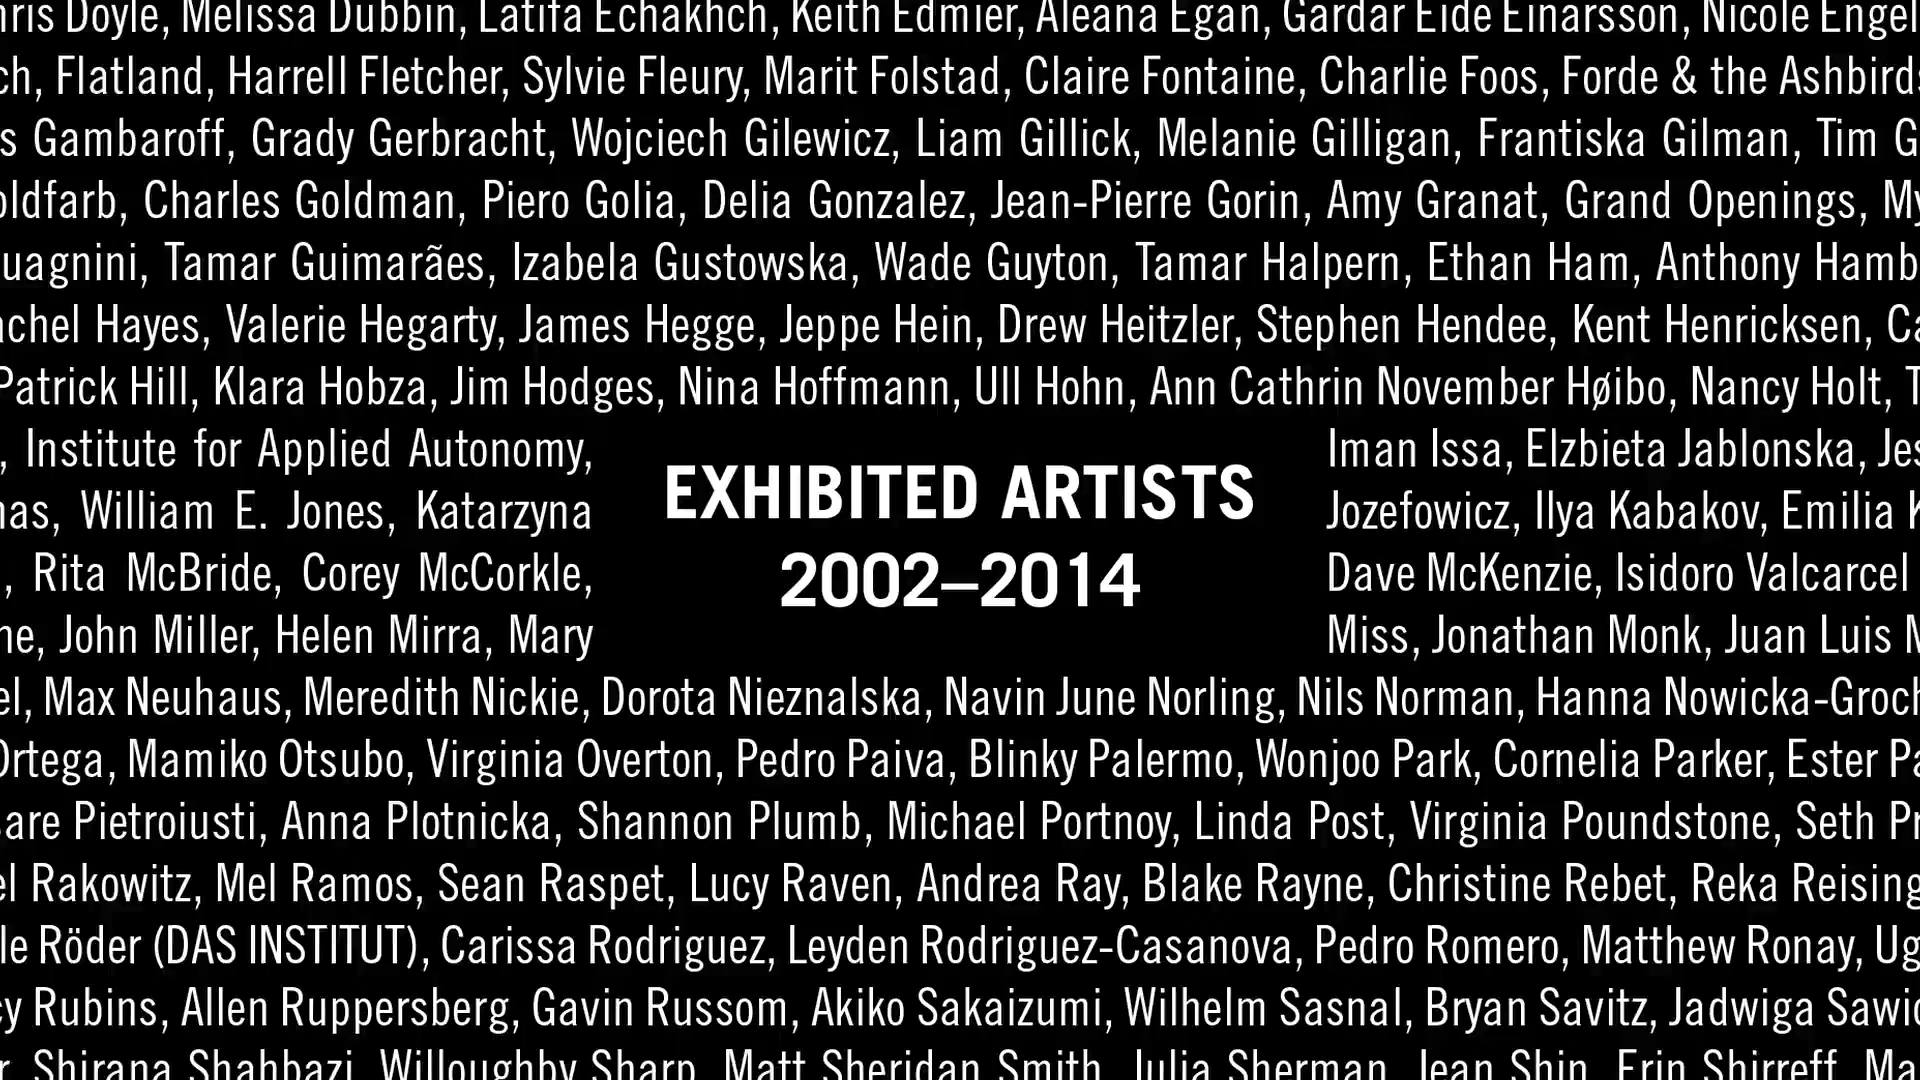 hris Doyle, Melissa Dubbin, Latifa Echakhch, Keith Edmier, Aleana Egan, Gardar Eide Einarsson, Nicole Engel
ch, Flatland, Harrell Fletcher, Sylvie Fleury, Marit Folstad, Claire Fontaine, Charlie Foos, Forde & the Ashbirds
s Gambaroff, Grady Gerbracht, Wojciech Gilewicz, Liam Gillick, Melanie Gilligan, Frantiska Gilman, Tim G
oldfarb, Charles Goldman, Piero Golia, Delia Gonzalez, Jean-Pierre Gorin, Amy Granat, Grand Openings, My
uagnini, Tamar Guimarães, Izabela Gustowska, Wade Guyton, Tamar Halpern, Ethan Ham, Anthony Hamb
achel Hayes, Valerie Hegarty, James Hegge, Jeppe Hein, Drew Heitzler, Stephen Hendee, Kent Henricksen, Ca
Patrick Hill, Klara Hobza, Jim Hodges, Nina Hoffmann, Ull Hohn, Ann Cathrin November Høibo, Nancy Holt, T
, Institute for Applied Autonomy, Iman Issa, Elzbieta Jablonska, Jes
EXHIBITED ARTISTS
nas, William E. Jones, Katarzyna Jozefowicz, Ilya Kabakov, Emilia K
2002–2014
, Rita McBride, Corey McCorkle, Dave McKenzie, Isidoro Valcarcel
ne, John Miller, Helen Mirra, Mary Miss, Jonathan Monk, Juan Luis M
el, Max Neuhaus, Meredith Nickie, Dorota Nieznalska, Navin June Norling, Nils Norman, Hanna Nowicka-Groch
Ortega, Mamiko Otsubo, Virginia Overton, Pedro Paiva, Blinky Palermo, Wonjoo Park, Cornelia Parker, Ester Pa
sare Pietroiusti, Anna Plotnicka, Shannon Plumb, Michael Portnoy, Linda Post, Virginia Poundstone, Seth Pr
el Rakowitz, Mel Ramos, Sean Raspet, Lucy Raven, Andrea Ray, Blake Rayne, Christine Rebet, Reka Reising
le Röder (DAS INSTITUT), Carissa Rodriguez, Leyden Rodriguez-Casanova, Pedro Romero, Matthew Ronay, Ug
cy Rubins, Allen Ruppersberg, Gavin Russom, Akiko Sakaizumi, Wilhelm Sasnal, Bryan Savitz, Jadwiga Sawic
r, Shirana Shahbazi, Willoughby Sharp, Matt Sheridan Smith, Julia Sherman, Jean Shin, Erin Shirreff, Ma